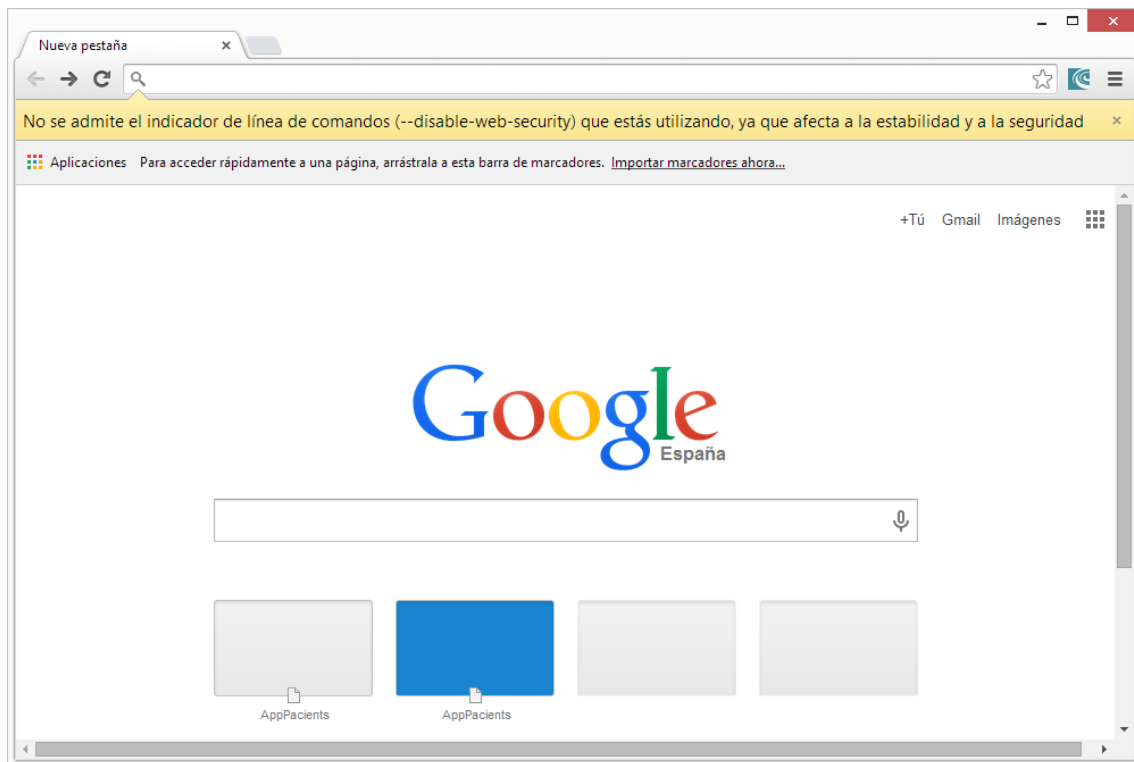 Nueva pestaña
No se admite el indicador de línea de comandos (--disable-web-security) que estás utilizando, ya que afecta a la estabilidad y a la seguridad
Aplicaciones Para acceder rápidamente a una página, arrástrala a esta barra de marcadores. Importar marcadores ahora...
+Tú Gmail Imágenes
Google
España
AppPacients AppPacients